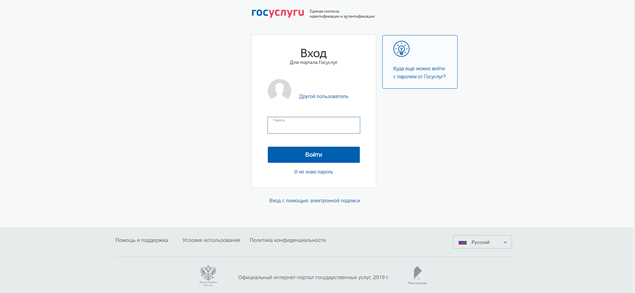 госуслуги
Единая система
идентификации и аутентификации
Вход
Для портала Госуслуг
Другой пользователь
Пароль
Войти
Я не знаю пароль
Вход с помощью электронной подписи
Куда ещё можно войти
с паролем от Госуслуг?
Помощь и поддержка
Условия использования
Политика конфиденциальности
Русский
Официальный интернет-портал государственных услуг, 2019 г.
Ростелеком